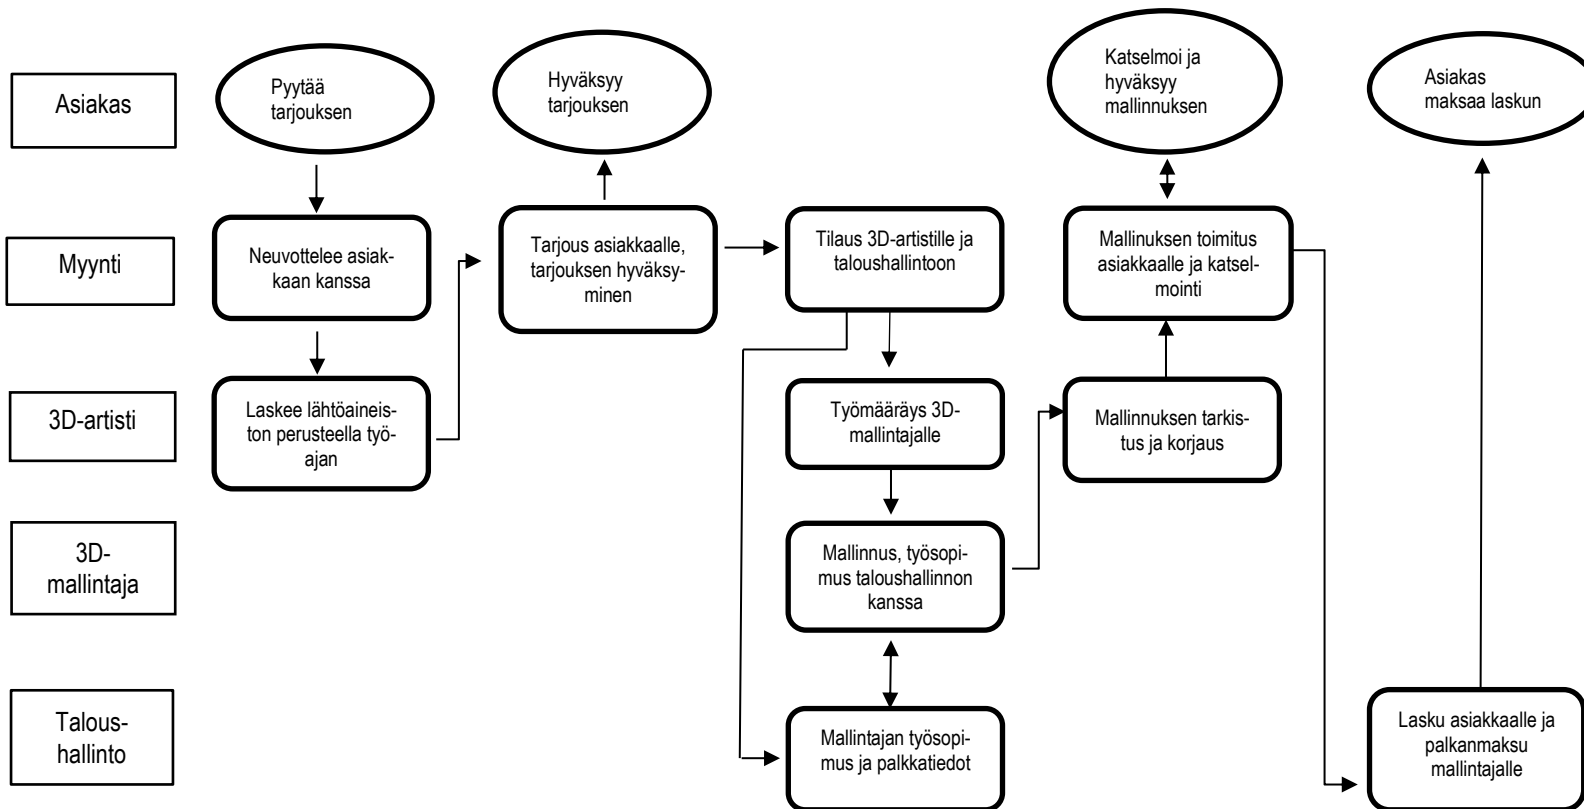 Asiakas
Pyytää
tarjouksen
Hyväksyy
tarjouksen
Katselmoi ja
hyväksyy
mallinnuksen
Asiakas
maksaa laskun
Myynti
Neuvottelee asiak-
kaan kanssa
Tarjous asiakkaalle,
tarjouksen hyväksy-
minen
Tilaus 3D-artistille ja
taloushallintoon
Mallinuksen toimitus
asiakkaalle ja katsel-
mointi
3D-artisti
Laskee lähtöaineis-
ton perusteella työ-
ajan
Työmääräys 3D-
mallintajalle
Mallinnuksen tarkis-
tus ja korjaus
3D-
mallintaja
Mallinnus, työsopi-
mus taloushallinnon
kanssa
Talous-
hallinto
Mallintajan työsopi-
mus ja palkkatiedot
Lasku asiakkaalle ja
palkanmaksu
mallintajalle